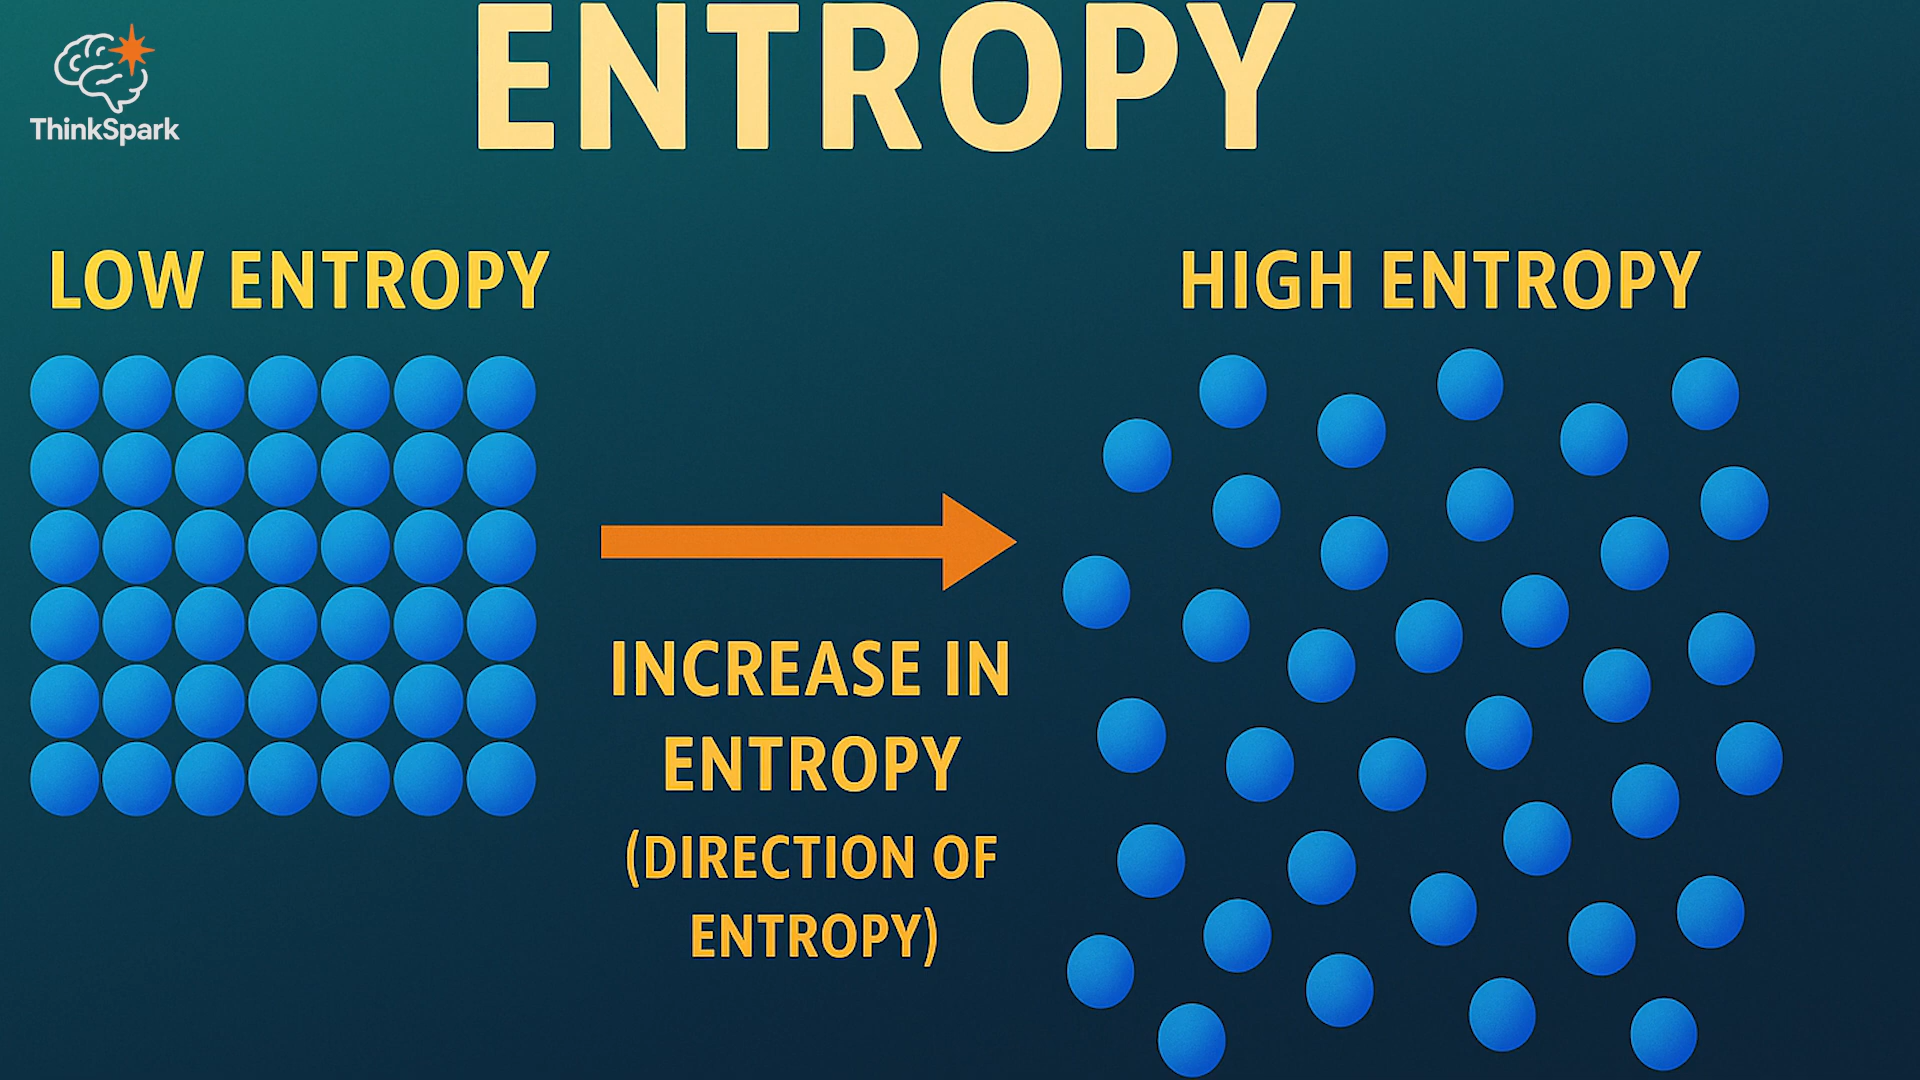 ENTROPY
ThinkSpark
LOW ENTROPY
HIGH ENTROPY
INCREASE IN
ENTROPY
(DIRECTION OF
ENTROPY)